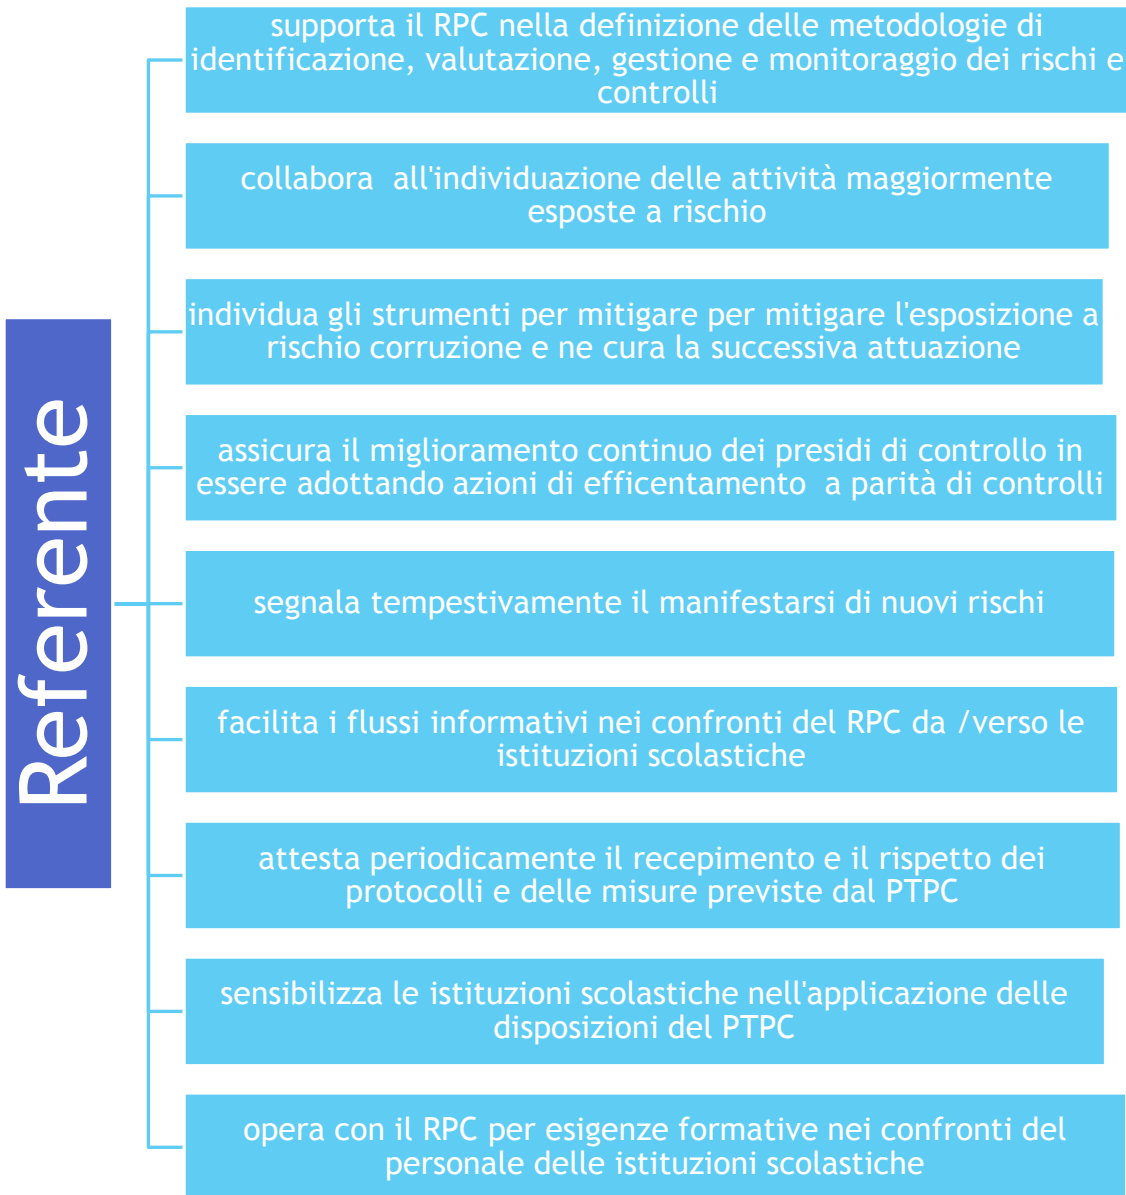 Referente
supporta il RPC nella definizione delle metodologie di
identificazione, valutazione, gestione e monitoraggio dei rischi e
controlli
collabora  all'individuazione delle attività maggiormente
esposte a rischio
individua gli strumenti per mitigare per mitigare l'esposizione a
rischio corruzione e ne cura la successiva attuazione
assicura il miglioramento continuo dei presidi di controllo in
essere adottando azioni di efficentamento  a parità di controlli
segnala tempestivamente il manifestarsi di nuovi rischi
facilita i flussi informativi nei confronti del RPC da /verso le
istituzioni scolastiche
attesta periodicamente il recepimento e il rispetto dei
protocolli e delle misure previste dal PTPC
sensibilizza le istituzioni scolastiche nell'applicazione delle
disposizioni del PTPC
opera con il RPC per esigenze formative nei confronti del
personale delle istituzioni scolastiche